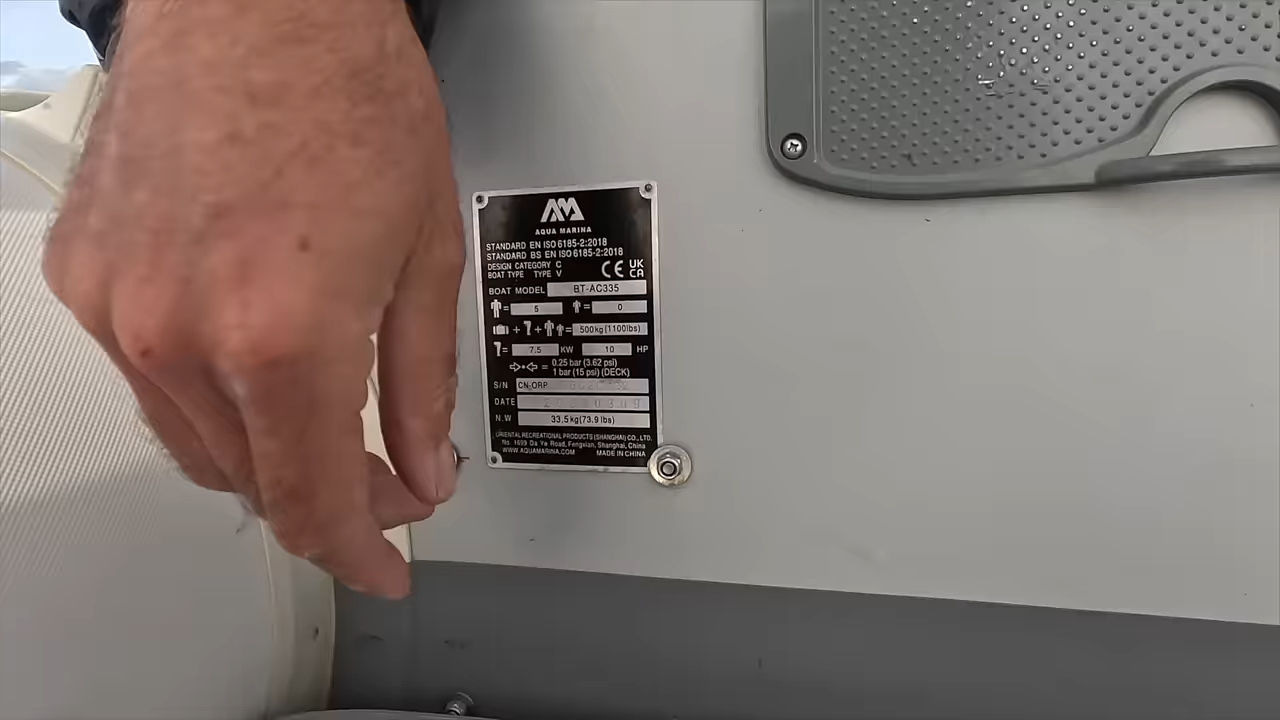 AQUA MARINA
STANDARD EN ISO 6185-2:2018
STANDARD BS EN ISO 6185-2:2018
DESIGN CATEGORY C
BOAT TYPE TYPE V
CE UK CA
BOAT MODEL BT-AC335
= 5 = 0
+ + = 500kg(1100lbs)
= 7.5 KW 10 HP
= 0.25 bar (3.62 psi)
1 bar (15 psi) (DECK)
S/N CN-ORP
DATE
N.W 33.5kg(73.9lbs)
ORIENTAL RECREATIONAL PRODUCTS (SHANGHAI) CO., LTD.
No. 1699 Da Ye Road, Fengxian, Shanghai, China
WWW.AQUAMARINA.COM MADE IN CHINA